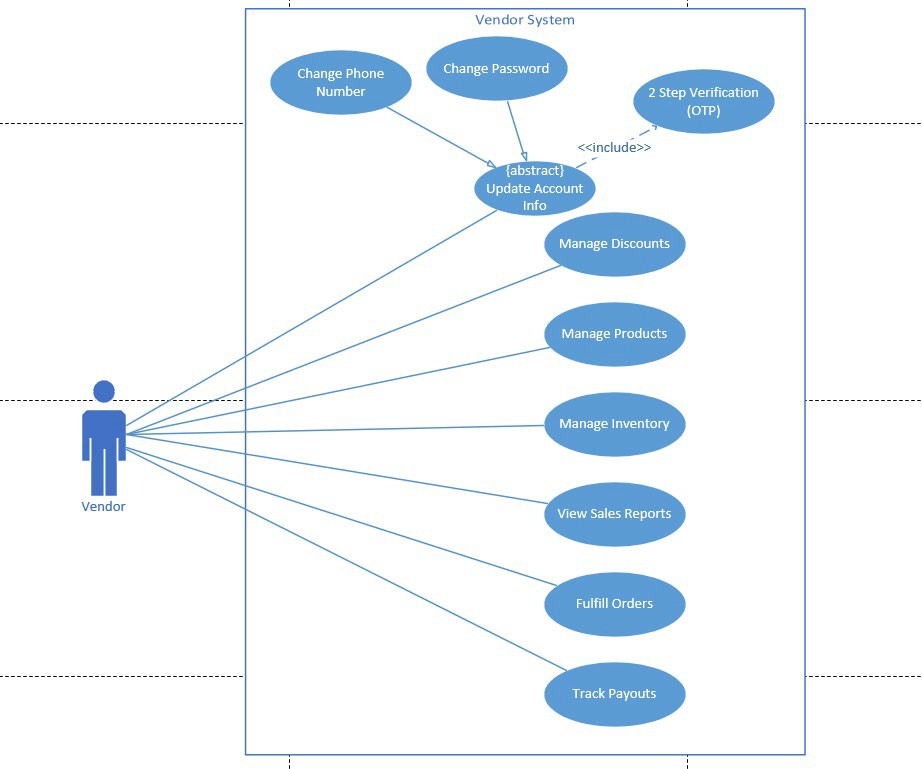 Vendor System
Change Phone
Number
Change Password
2 Step Verification
(OTP)
<<include>>
{abstract}
Update Account
Info
Manage Discounts
Manage Products
Manage Inventory
Vendor
View Sales Reports
Fulfill Orders
Track Payouts